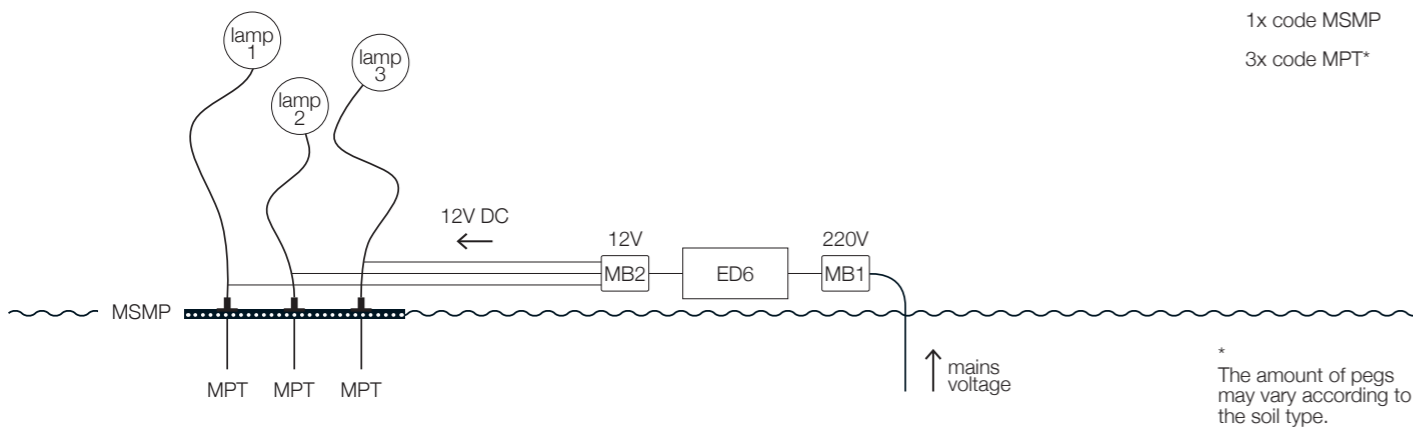 1x code MSMP
3x code MPT*
lamp
1
lamp
2
lamp
3
12V DC
12V
220V
MB2
ED6
MB1
MSMP
MPT
MPT
MPT
mains
voltage
*
The amount of pegs
may vary according to
the soil type.